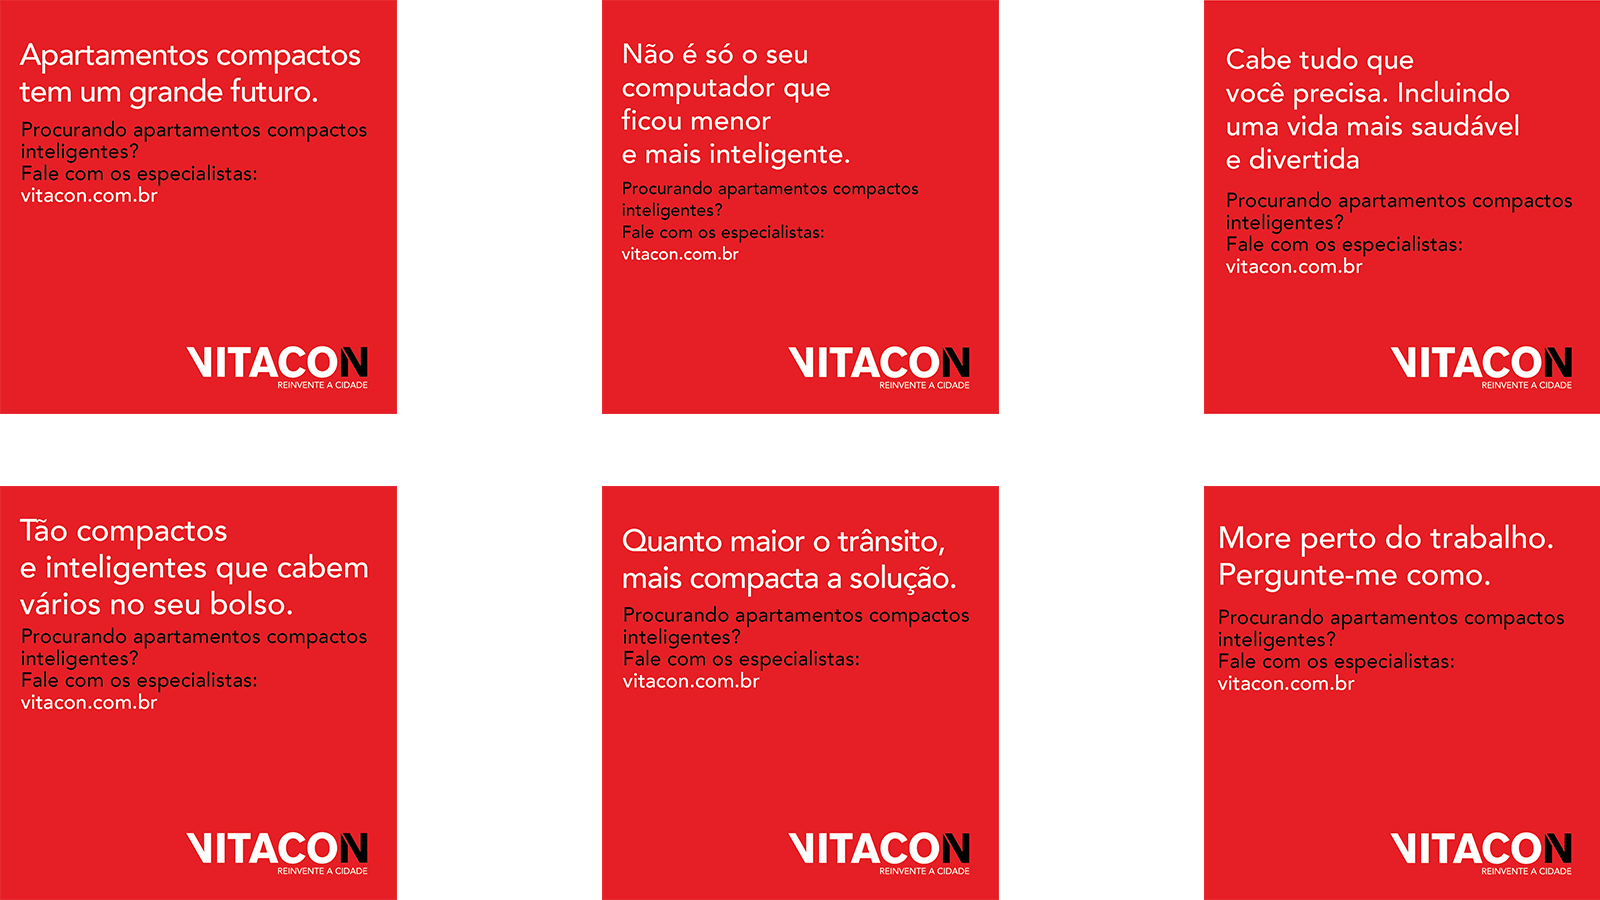 Apartamentos compactos
tem um grande futuro.
Procurando apartamentos compactos
inteligentes?
Fale com os especialistas:
vitacon.com.br
VITACON
REINVENTE A CIDADE
Não é só o seu
computador que
ficou menor
e mais inteligente.
Procurando apartamentos compactos
inteligentes?
Fale com os especialistas:
vitacon.com.br
VITACON
REINVENTE A CIDADE
Cabe tudo que
você precisa. Incluindo
uma vida mais saudável
e divertida
Procurando apartamentos compactos
inteligentes?
Fale com os especialistas:
vitacon.com.br
VITACON
REINVENTE A CIDADE
Tão compactos
e inteligentes que cabem
vários no seu bolso.
Procurando apartamentos compactos
inteligentes?
Fale com os especialistas:
vitacon.com.br
VITACON
REINVENTE A CIDADE
Quanto maior o trânsito,
mais compacta a solução.
Procurando apartamentos compactos
inteligentes?
Fale com os especialistas:
vitacon.com.br
VITACON
REINVENTE A CIDADE
More perto do trabalho.
Pergunte-me como.
Procurando apartamentos compactos
inteligentes?
Fale com os especialistas:
vitacon.com.br
VITACON
REINVENTE A CIDADE